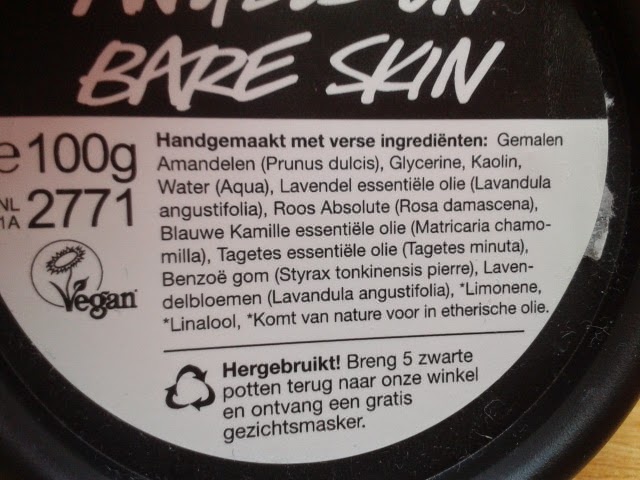 BARE SKIN
e 100g
NL
1A 2771
Vegan
Handgemaakt met verse ingrediënten: Gemalen
Amandelen (Prunus dulcis), Glycerine, Kaolin,
Water (Aqua), Lavendel essentiële olie (Lavandula
angustifolia), Roos Absolute (Rosa damascena),
Blauwe Kamille essentiële olie (Matricaria chamo-
milla), Tagetes essentiële olie (Tagetes minuta),
Benzoë gom (Styrax tonkinensis pierre), Laven-
delbloemen (Lavandula angustifolia), *Limonene,
*Linalool, *Komt van nature voor in etherische olie.
Hergebruikt! Breng 5 zwarte
potten terug naar onze winkel
en ontvang een gratis
gezichtsmasker.